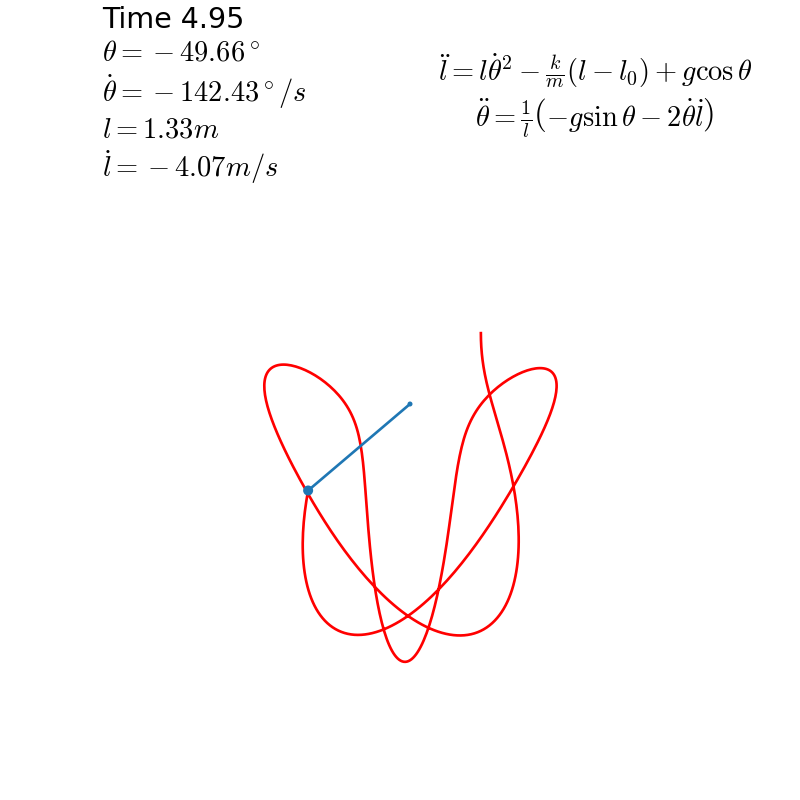 Time 4.95
θ = −49.66°
θ̇ = −142.43°/s
l = 1.33m
l̇ = −4.07m/s
l̈ = lθ̇² − k/m(l − l₀) + g cos θ
θ̈ = 1/l(−g sin θ − 2θ̇l̇)